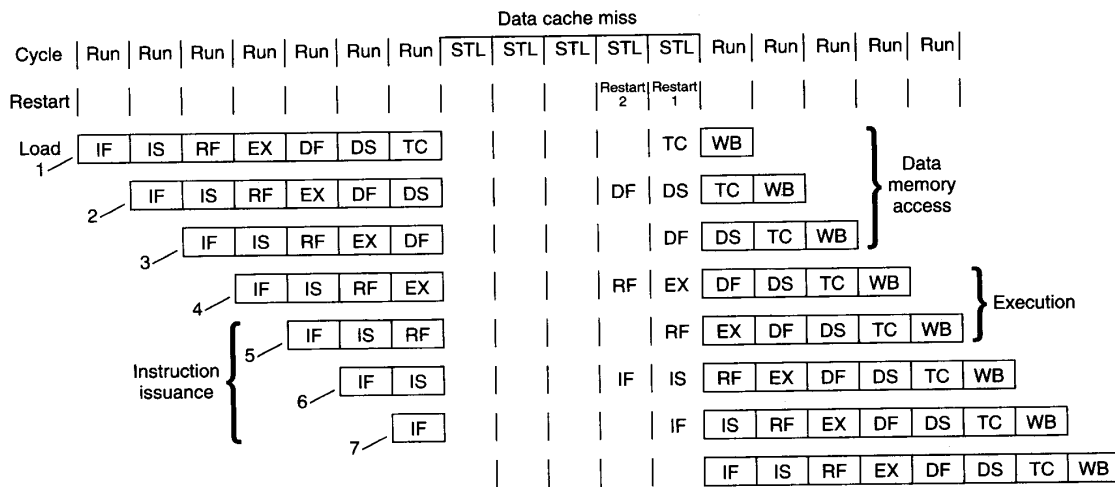 Data cache miss
Cycle Run Run Run Run Run Run Run STL STL STL STL STL Run Run Run Run Run
Restart Restart 2 Restart 1
Load 1 IF IS RF EX DF DS TC TC WB
2 IF IS RF EX DF DS DF DS TC WB
Data memory access
3 IF IS RF EX DF DF DS TC WB
4 IF IS RF EX RF EX DF DS TC WB
Execution
5 IF IS RF RF EX DF DS TC WB
Instruction issuance
6 IF IS IF IS RF EX DF DS TC WB
7 IF IF IS RF EX DF DS TC WB
IF IS RF EX DF DS TC WB